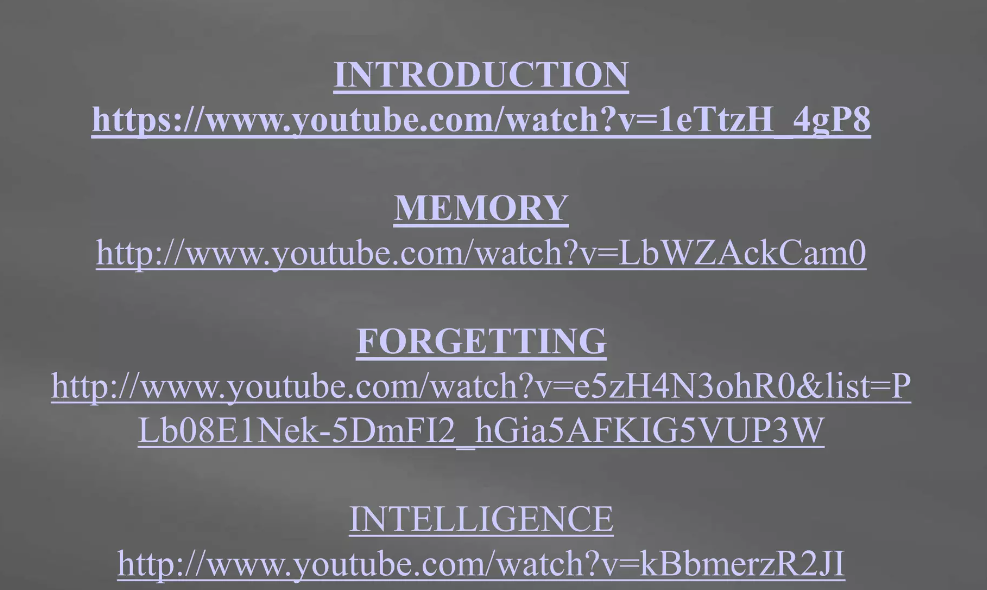 INTRODUCTION
https://www.youtube.com/watch?v=1eTtzH_4gP8
MEMORY
http://www.youtube.com/watch?v=LbWZAckCam0
FORGETTING
http://www.youtube.com/watch?v=e5zH4N3ohR0&list=P
Lb08E1Nek-5DmFI2_hGia5AFKIG5VUP3W
INTELLIGENCE
http://www.youtube.com/watch?v=kBbmerzR2JI